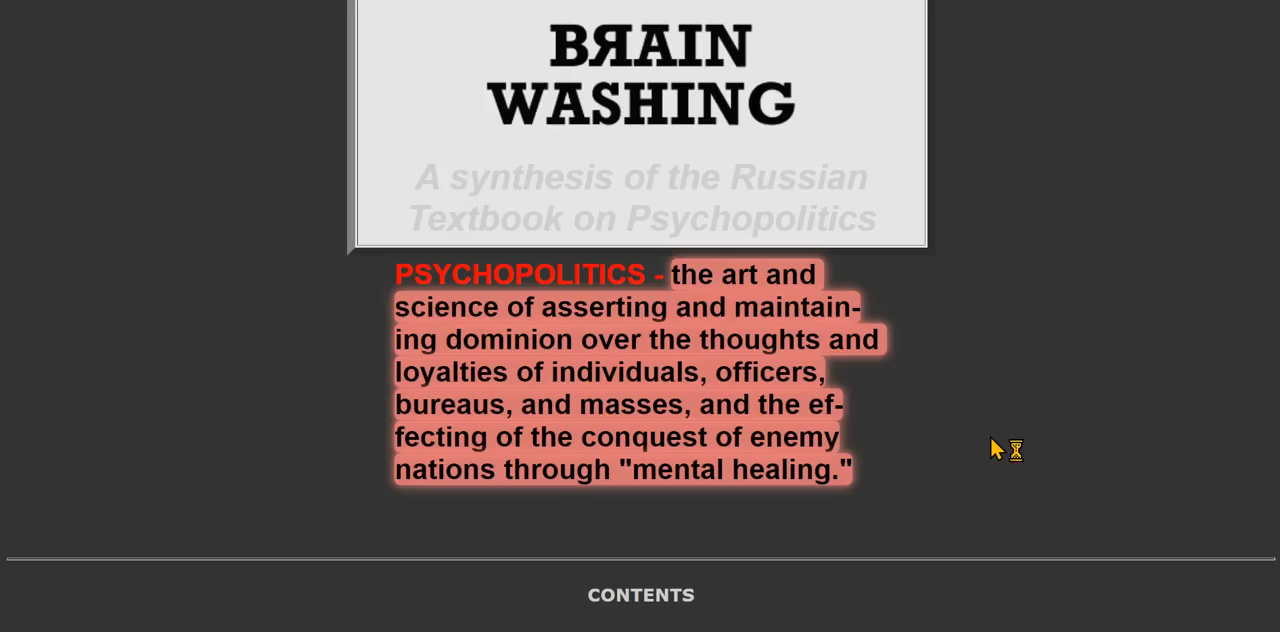 BЯAIN
WASHING
A synthesis of the Russian
Textbook on Psychopolitics
PSYCHOPOLITICS - the art and
science of asserting and maintain-
ing dominion over the thoughts and
loyalties of individuals, officers,
bureaus, and masses, and the ef-
fecting of the conquest of enemy
nations through "mental healing."
CONTENTS